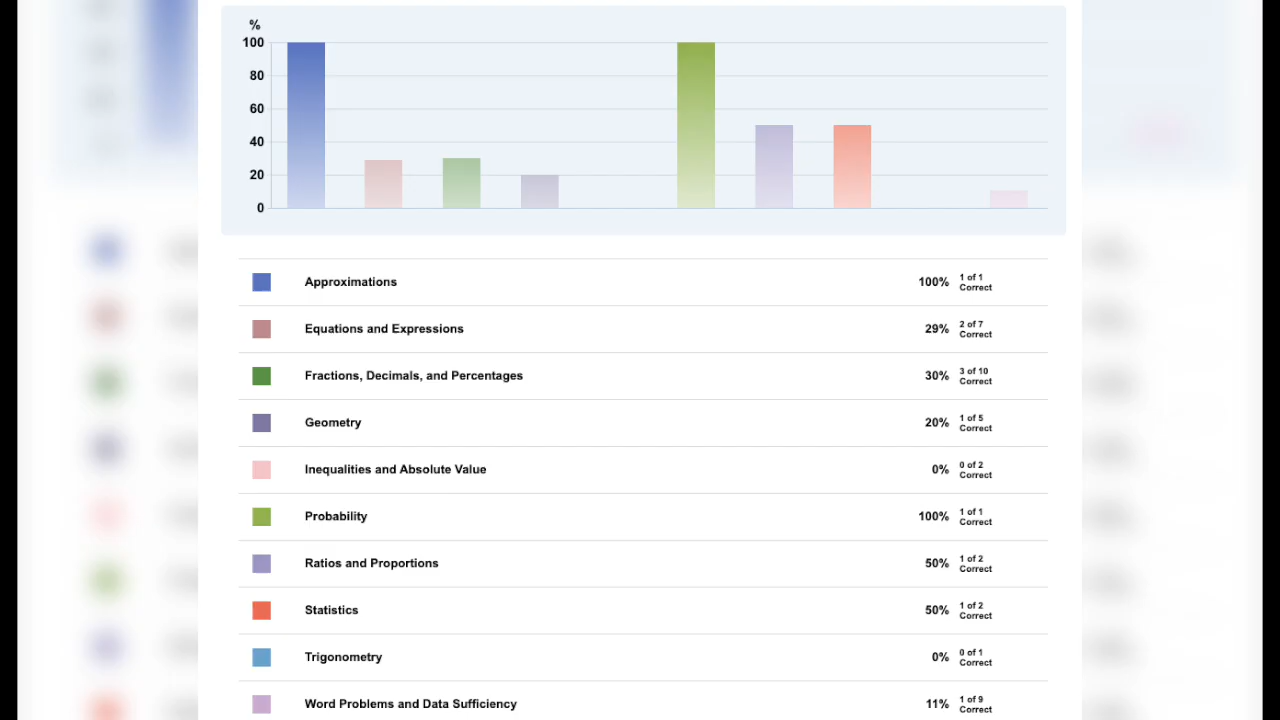 %
100
80
60
40
20
0
Approximations 100% 1 of 1
Correct
Equations and Expressions 29% 2 of 7
Correct
Fractions, Decimals, and Percentages 30% 3 of 10
Correct
Geometry 20% 1 of 5
Correct
Inequalities and Absolute Value 0% 0 of 2
Correct
Probability 100% 1 of 1
Correct
Ratios and Proportions 50% 1 of 2
Correct
Statistics 50% 1 of 2
Correct
Trigonometry 0% 0 of 1
Correct
Word Problems and Data Sufficiency 11% 1 of 9
Correct